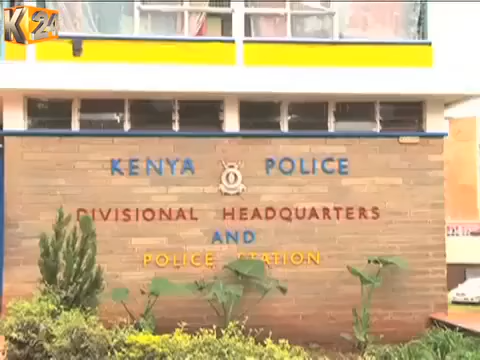 K24
KENYA POLICE
DIVISIONAL HEADQUARTERS
AND
POLICE STATION